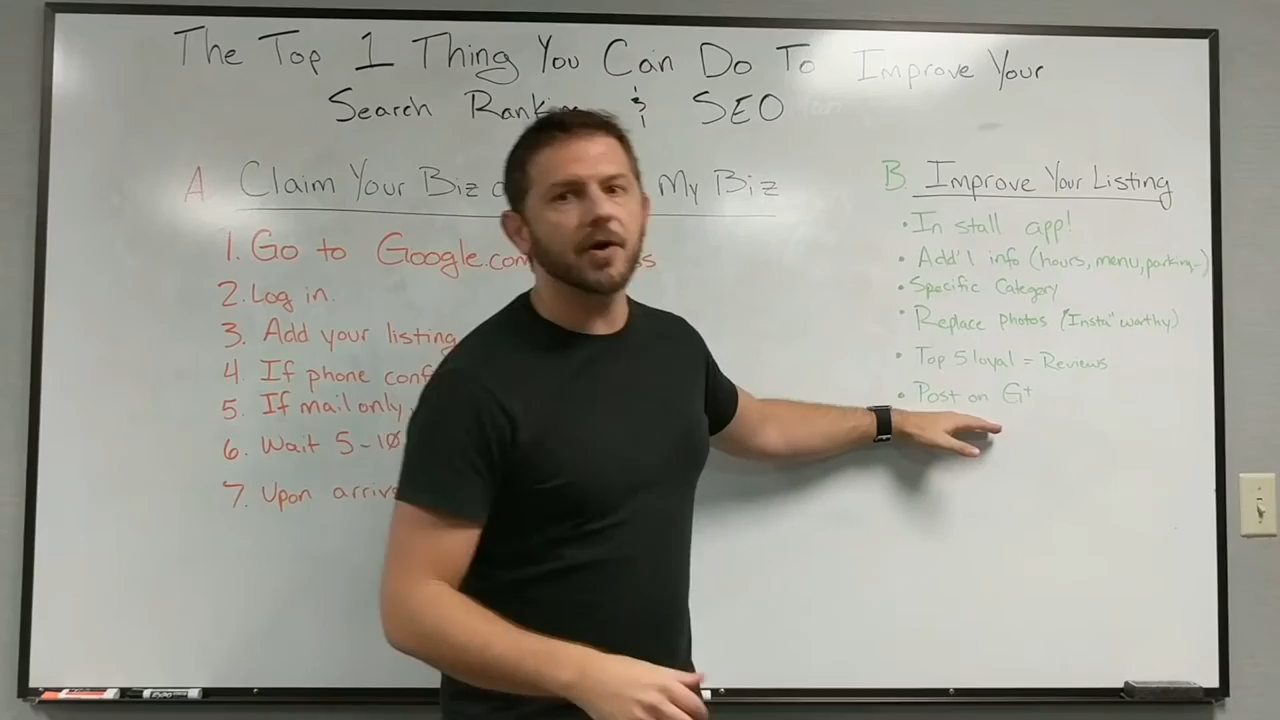 The Top 1 Thing You Can Do To Improve Your
Search Ranking & SEO
A Claim Your Biz My Biz
1. Go to Google.com
2. Log in.
3. Add your listing
4. If phone
5. If mail only,
6. Wait 5-10
7. Upon
B. Improve Your Listing
• In stall app!
• Add'l info (hours, menu, parking..)
• Specific Category
• Replace photos ("Insta" worthy)
• Top 5 loyal = Reviews
• Post on G+